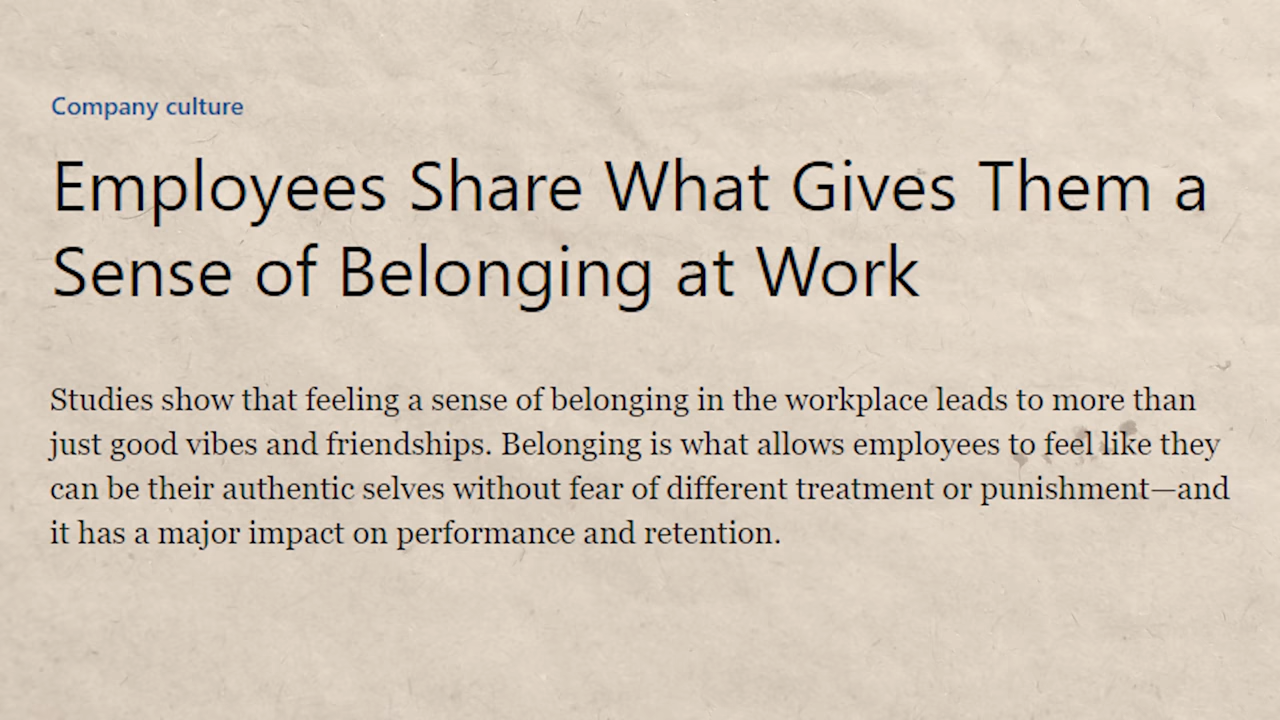 Company culture
Employees Share What Gives Them a
Sense of Belonging at Work
Studies show that feeling a sense of belonging in the workplace leads to more than
just good vibes and friendships. Belonging is what allows employees to feel like they
can be their authentic selves without fear of different treatment or punishment—and
it has a major impact on performance and retention.